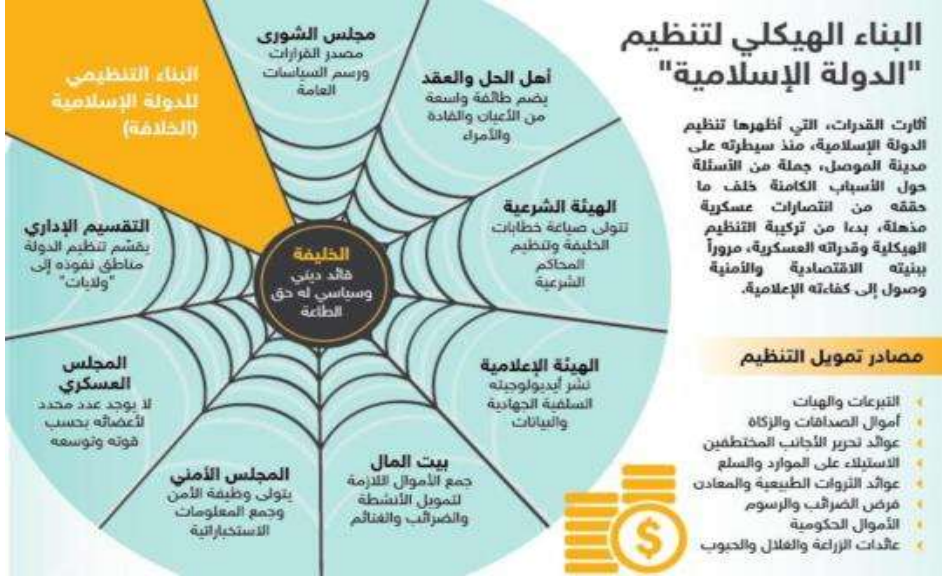 البناء الهيكلي لتنظيم
"الدولة الإسلامية"
أثارت القدرات، التي أظهرها تنظيم
الدولة الإسلامية، منذ سيطرته على
مدينة الموصل، جملة من الأسئلة
حول الأسباب الكامنة خلف ما
حققه من انتصارات عسكرية
مذهلة، بدءا من تركيبة التنظيم
الهيكلية وقدراته العسكرية، مروراً
ببنيته الاقتصادية والأمنية
وصول إلى كفاءته الإعلامية.
مصادر تمويل التنظيم
التبرعات والهبات
أموال الصدقات والزكاة
عوائد تحرير الأجانب المختطفين
الاستيلاء على الموارد والسلع
عوائد الثروات الطبيعية والمعادن
فرض الضرائب والرسوم
الأموال الحكومية
عائدات الزراعة والغلال والحبوب
$
البناء التنظيمي
للدولة الإسلامية
(الخلافة)
مجلس الشورى
مصدر القرارات
ورسم السياسات
العامة
أهل الحل والعقد
يضم طائفة واسعة
من الأعيان والقادة
والأمراء
الهيئة الشرعية
تتولى صياغة خطابات
الخليفة وتنظيم
المحاكم
الشرعية
الهيئة الإعلامية
نشر أيديولوجيته
السلفية الجهادية
والبيانات
بيت المال
جمع الأموال اللازمة
لتمويل الأنشطة
والضرائب والغنائم
المجلس الأمني
يتولى وظيفة الأمن
وجمع المعلومات
الاستخباراتية
المجلس
العسكري
لا يوجد عدد محدد
لأعضائه بحسب
قوته وتوسعه
التقسيم الإداري
يقسّم تنظيم الدولة
مناطق نفوذه إلى
"ولايات"
الخليفة
قائد ديني
وسياسي له حق
الطاعة